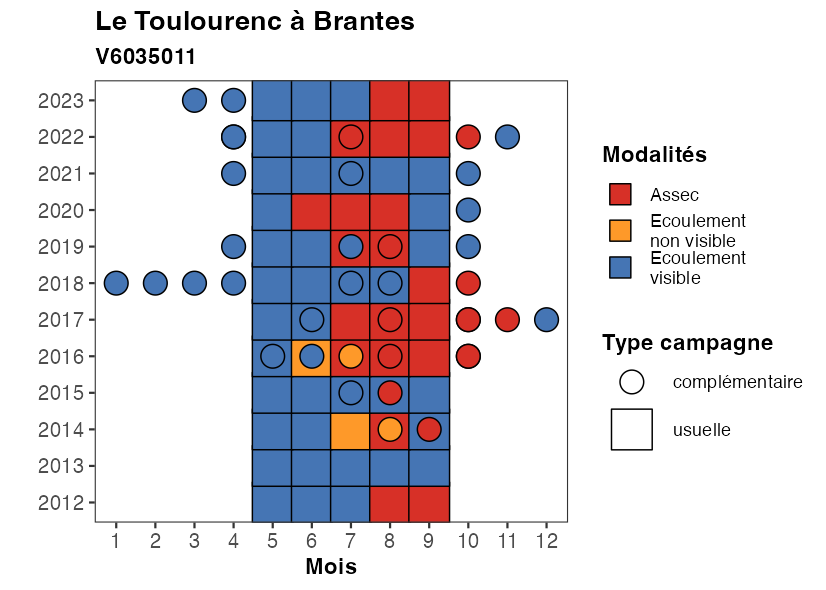 Le Toulourenc à Brantes
V6035011
2023
2022
2021
2020
2019
2018
2017
2016
2015
2014
2013
2012
1 2 3 4 5 6 7 8 9 10 11 12
Mois
Modalités
Assec
Ecoulement
non visible
Ecoulement
visible
Type campagne
complémentaire
usuelle